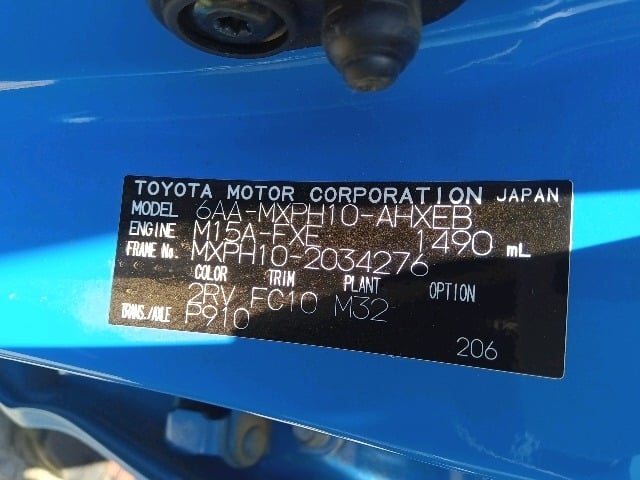 TOYOTA MOTOR CORPORATION JAPAN
MODEL 6AA-MXPH10-AHXEB
ENGINE M15A-FXE 1490 mL
FRAME No. MXPH10-2034276
COLOR TRIM PLANT OPTION
2RV FC10 M32
TRANS./AXLE P910
206